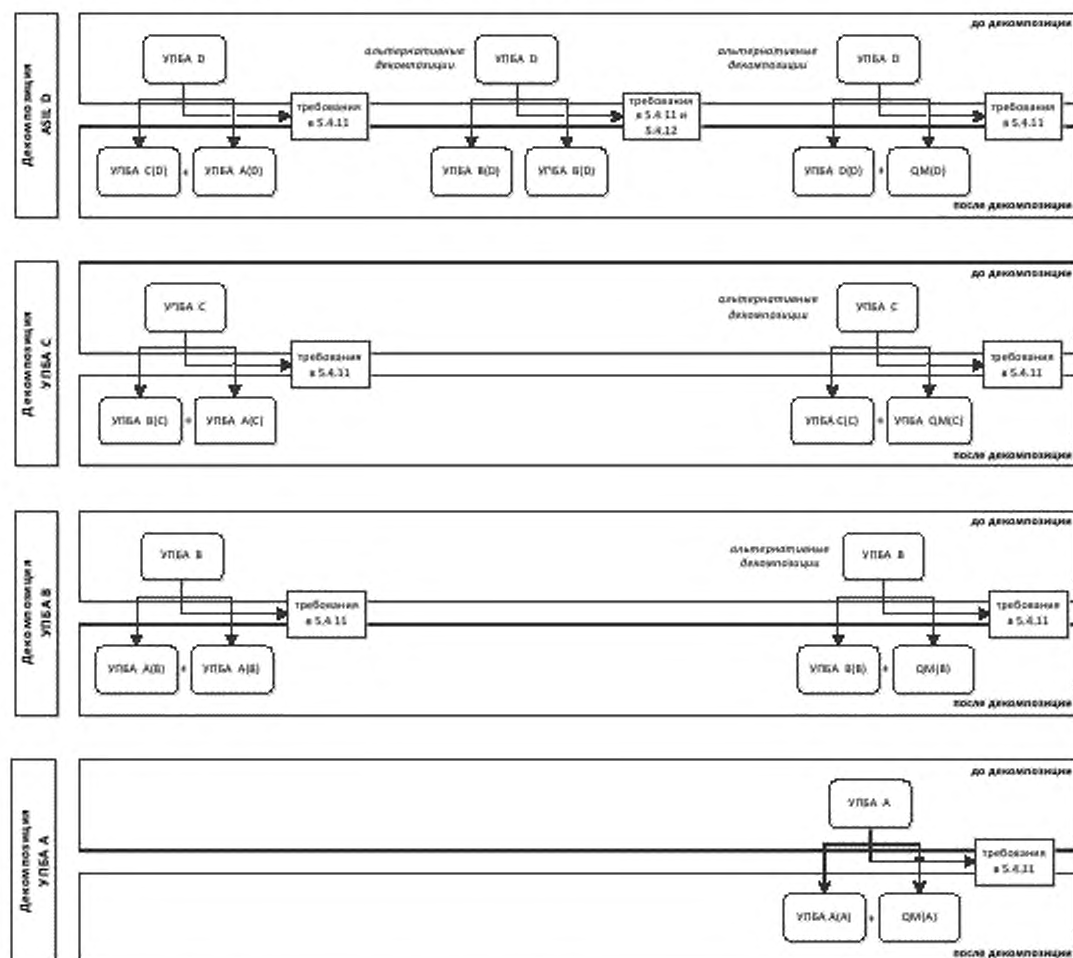 Декомпозиция
ASIL D
до декомпозиции
УПБА D
альтернативные
декомпозиции
УПБА D
альтернативные
декомпозиции
УПБА D
требования
в 5.4.11
требования
в 5.4.11 и
5.4.12
требования
в 5.4.11
УПБА C(D) + УПБА A(D)
УПБА B(D) УПБА B(D)
УПБА D(D) + QM(D)
после декомпозиции
Декомпозиция
УПБА C
до декомпозиции
УПБА C
альтернативные
декомпозиции
УПБА C
требования
в 5.4.11
требования
в 5.4.11
УПБА B(C) + УПБА A(C)
УПБА C(C) + УПБА QM(C)
после декомпозиции
Декомпозиция
УПБА B
до декомпозиции
УПБА B
альтернативные
декомпозиции
УПБА B
требования
в 5.4.11
требования
в 5.4.11
УПБА A(B) + УПБА A(B)
УПБА B(B) + QM(B)
после декомпозиции
Декомпозиция
УПБА A
до декомпозиции
УПБА A
требования
в 5.4.11
УПБА A(A) + QM(A)
после декомпозиции